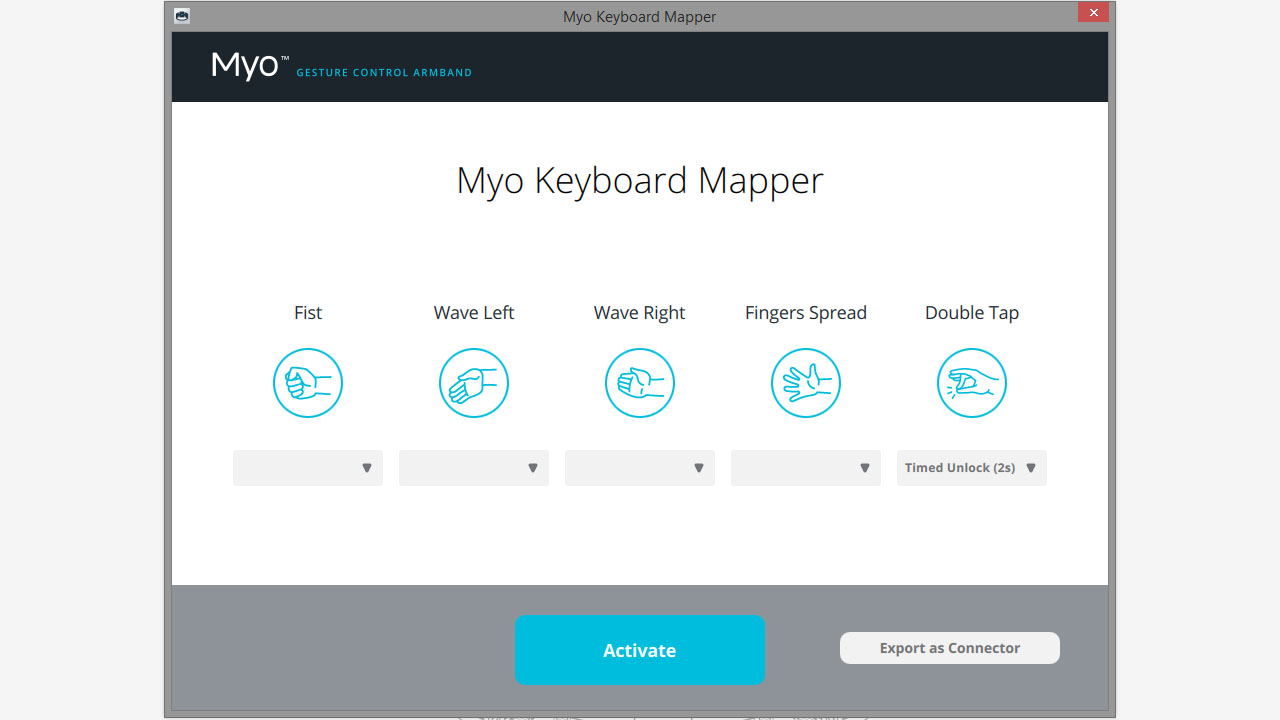 Myo Keyboard Mapper
Myo™ GESTURE CONTROL ARMBAND
Myo Keyboard Mapper
Fist Wave Left Wave Right Fingers Spread Double Tap
Timed Unlock (2s)
Activate
Export as Connector